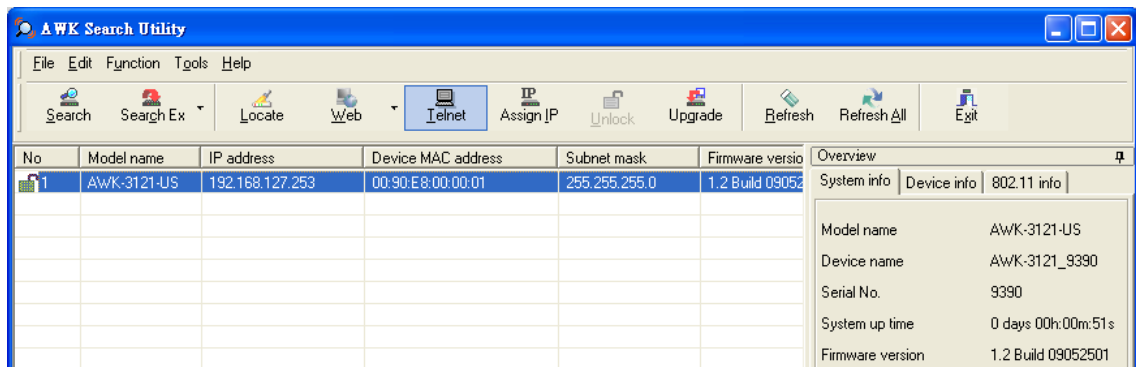 AWK Search Utility
File Edit Function Tools Help
Search Search Ex Locate Web Telnet IP Assign IP Unlock Upgrade Refresh Refresh All Exit
No Model name IP address Device MAC address Subnet mask Firmware versio Overview
1 AWK-3121-US 192.168.127.253 00:90:E8:00:00:01 255.255.255.0 1.2 Build 09052 System info Device info 802.11 info
Model name AWK-3121-US
Device name AWK-3121_9390
Serial No. 9390
System up time 0 days 00h:00m:51s
Firmware version 1.2 Build 09052501